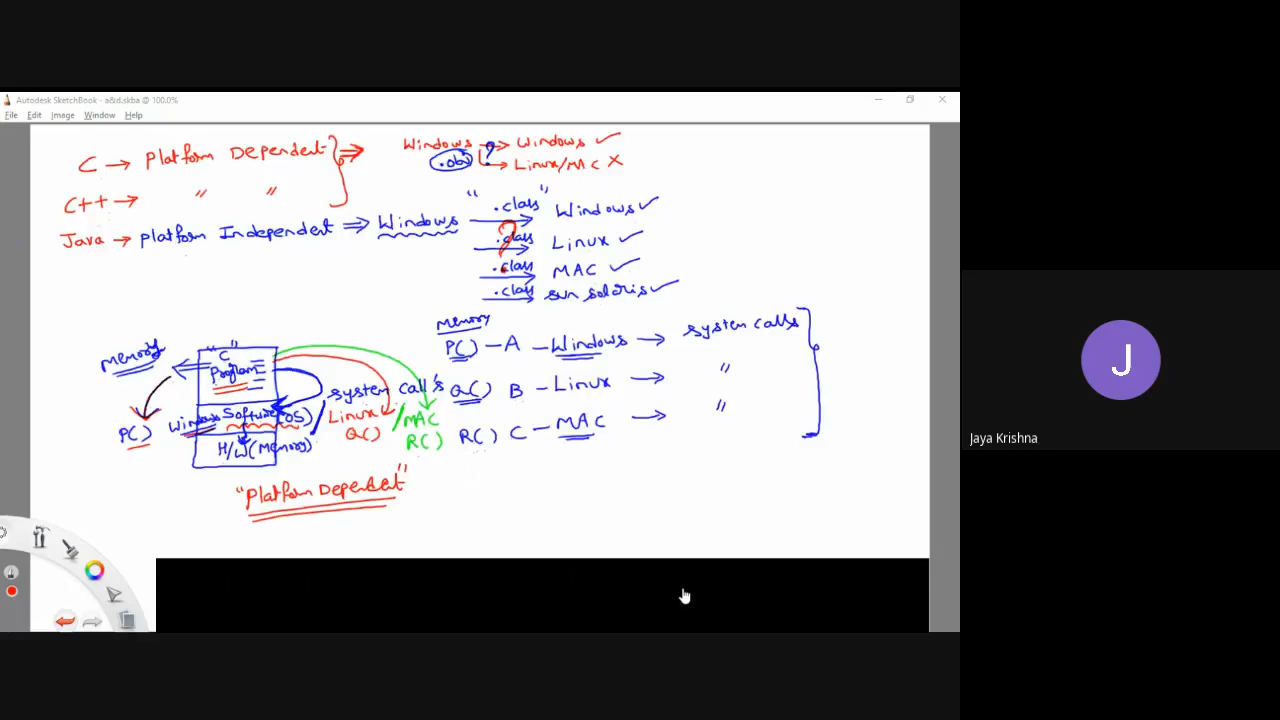 Autodesk SketchBook - a&d.skba @ 100.0%
File Edit Image Window Help
C → Platform Dependent ⇒ Windows → Windows ✓
.obj ? → Linux/MAC X
C++ → " "
Java → Platform Independent ⇒ Windows " .class " Windows ✓
? .class Linux ✓
.class MAC ✓
.class sun solaris ✓
memory
P() - A - Windows → system calls
Q() B - Linux → "
R() C - MAC → "
memory
"C"
Program
system call's
Windows Software (OS) / Linux / MAC
P() Q() R()
H/W (Memory)
"Platform Dependent"
J
Jaya Krishna